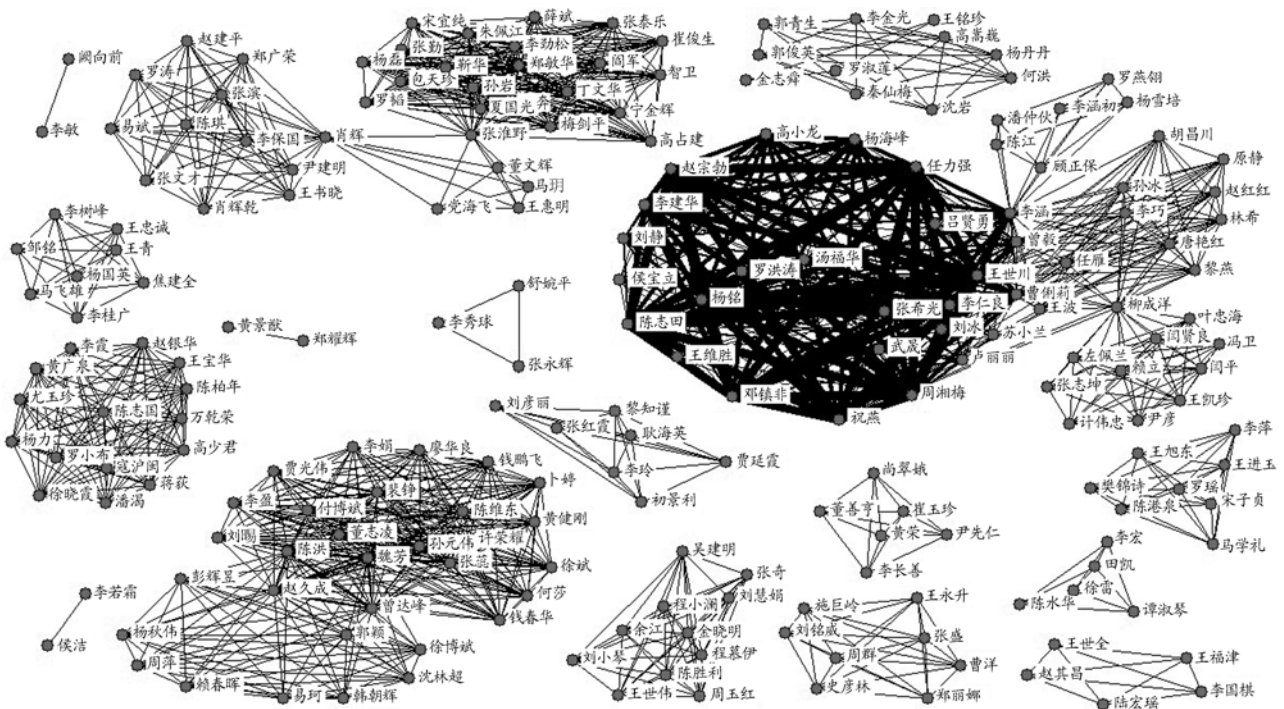 阙向前
李敏
赵建平
郑广荣
罗涛
张滨
易斌
陈琪
李保国
肖辉
张文才
尹建明
王书晓
肖辉乾
宋宜纯
薛斌
张泰乐
朱佩江
崔俊生
张勤
李劲松
杨磊
靳华
郑敏华
阎军
智卫
包天珍
孙岩
丁文华
罗韬
夏国光
奔
宁金辉
张淮野
梅剑平
高占建
董文辉
马玥
党海飞
王惠明
郭青生
李金光
王铭珍
高嵩巍
郭俊英
杨丹丹
金志舜
罗淑莲
何洪
秦仙梅
沈岩
罗燕翎
潘仲伙
李涵初
杨雪培
陈江
顾正保
胡昌川
原静
高小龙
杨海峰
任力强
赵宗勃
孙冰
赵红红
李建华
吕贤勇
李涵
李巧
林希
刘静
曾毅
唐艳红
汤福华
罗洪涛
王世川
任雁
黎燕
侯宝立
杨铭
曹俐莉
张希光
李仁良
王波
柳成洋
陈志田
刘冰
苏小兰
叶忠海
王维胜
武晟
卢丽丽
闫贤良
冯卫
左佩兰
赖立
闫平
邓镇非
周湘梅
张志坤
王凯珍
祝燕
计伟忠
尹彦
李树峰
王忠诚
邹铭
王青
杨国英
焦建全
马飞雄
李桂广
黄景猷
郑耀辉
舒婉平
李秀球
张永辉
李霞
赵银华
黄广泉
王宝华
尤玉珍
陈柏年
陈志国
万乾荣
杨力
罗小布
寇沪闽
高少君
徐晓霞
蒋荻
潘渴
刘彦丽
黎知谨
张红霞
耿海英
李玲
贾延霞
初景利
李娟
廖华良
贾光伟
钱鹏飞
裴铮
卜婷
李盈
付博斌
陈维东
黄健刚
刘赐
董志凌
孙元伟
许荣耀
陈洪
魏芳
张蕊
徐斌
彭辉昱
赵久成
何莎
曾达峰
钱春华
李若霜
侯洁
杨秋伟
郭颖
徐博斌
周萍
沈林超
赖春晖
易珂
韩朝辉
吴建明
张奇
程小澜
刘慧娟
余江
金晓明
程慕伊
刘小琴
陈胜利
王世伟
周玉红
尚翠娥
董善亨
崔玉珍
黄荣
尹先仁
李长善
施巨岭
王永升
刘铭威
张盛
周群
曹洋
史彦林
郑丽娜
李萍
王旭东
王进玉
樊锦诗
罗瑶
宋子贞
陈港泉
马学礼
李宏
田凯
徐雷
陈水华
谭淑琴
王世全
王福津
赵其昌
李国棋
陆宏瑶